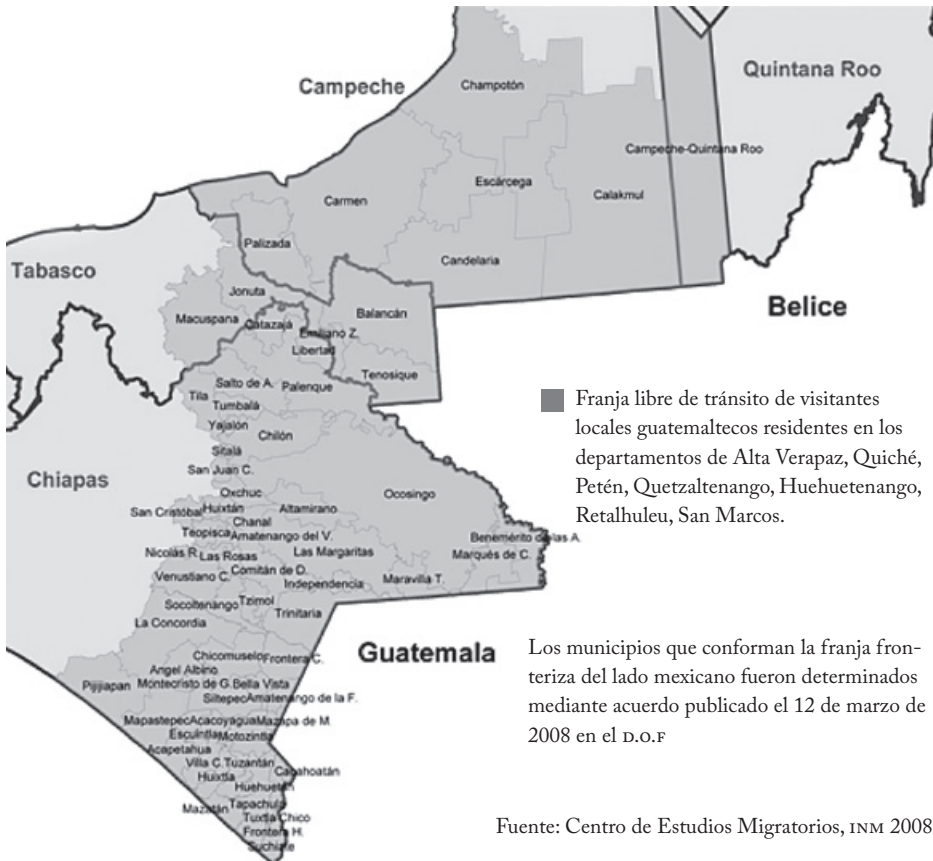 Campeche
Champotón
Quintana Roo
Campeche-Quintana Roo
Escárcega
Calakmul
Carmen
Palizada
Candelaria
Tabasco
Jonuta
Balancán
Macuspana
Catazajá
Emiliano Z.
Libertad
Belice
Tenosique
Salto de A.
Palenque
Tila
Tumbalá
Yajalón
Chilón
Sitalá
San Juan C.
Chiapas
Ocosingo
Oxchuc
San Cristóbal
Huixtán
Altamirano
Chanal
Teopisca
Amatenango del V.
Benemérito de las A.
Nicolás R.
Las Rosas
Las Margaritas
Marqués de C.
Venustiano C.
Comitán de D.
Independencia
Maravilla T.
Socoltenango
Tzimol
Trinitaria
La Concordia
Chicomuselo
Frontera C.
Guatemala
Angel Albino
Pijijiapan
Montecristo de G.
Bella Vista
Siltepec
Amatenango de la F.
Mapastepec
Acacoyagua
Mazapa de M.
Escuintla
Motozintla
Acapetahua
Villa C.
Tuzantán
Cacahoatán
Huixtla
Huehuetán
Mazatán
Tapachula
Tuxtla Chico
Frontera H.
Suchiate
Franja libre de tránsito de visitantes
locales guatemaltecos residentes en los
departamentos de Alta Verapaz, Quiché,
Petén, Quetzaltenango, Huehuetenango,
Retalhuleu, San Marcos.
Los municipios que conforman la franja fron-
teriza del lado mexicano fueron determinados
mediante acuerdo publicado el 12 de marzo de
2008 en el D.O.F
Fuente: Centro de Estudios Migratorios, INM 2008